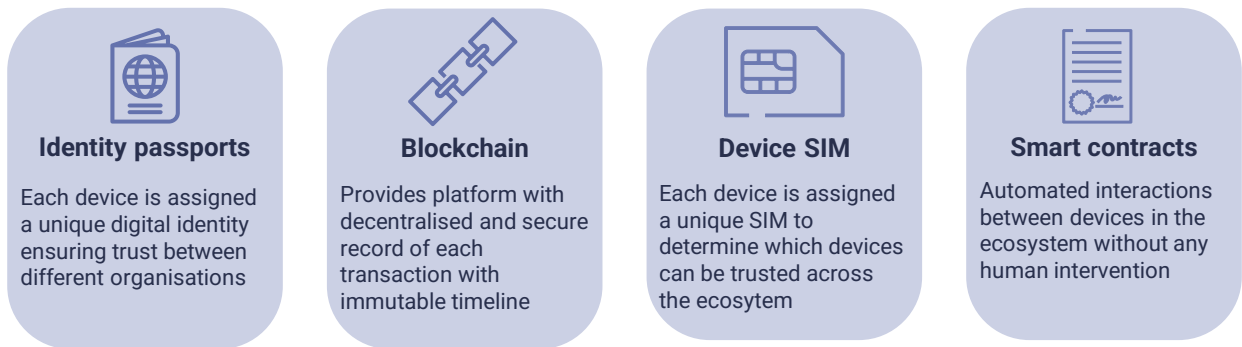 Identity passports
Each device is assigned
a unique digital identity
ensuring trust between
different organisations
Blockchain
Provides platform with
decentralised and secure
record of each
transaction with
immutable timeline
Device SIM
Each device is assigned
a unique SIM to
determine which devices
can be trusted across
the ecosytem
Smart contracts
Automated interactions
between devices in the
ecosystem without any
human intervention